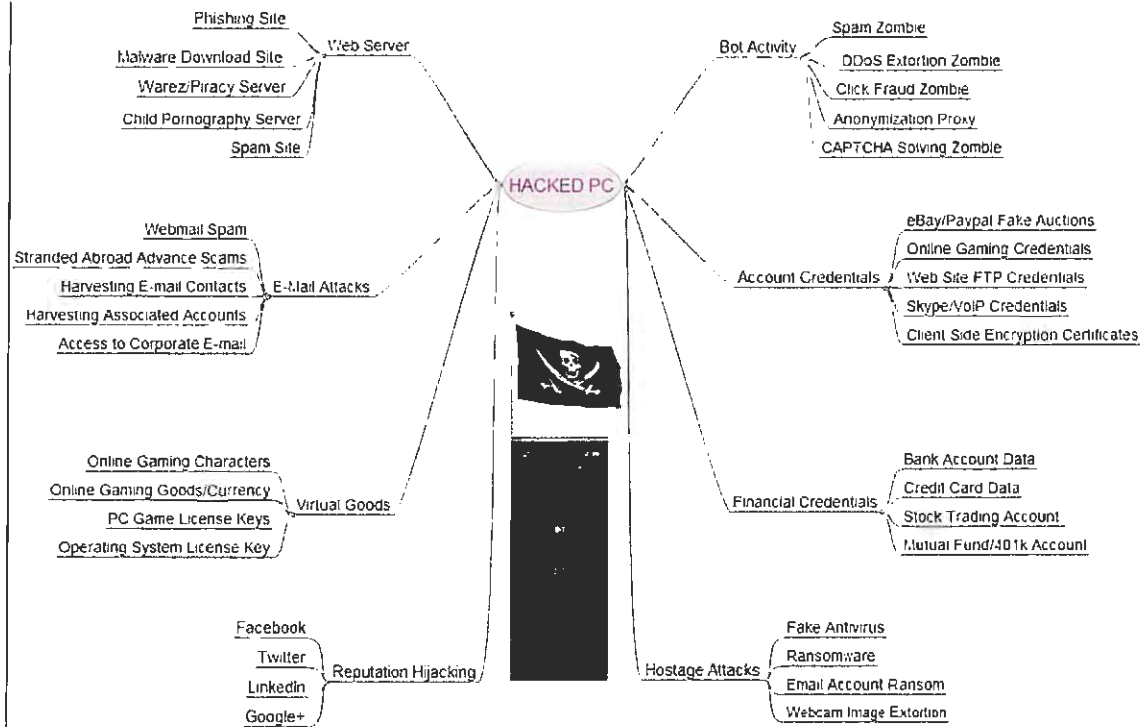 HACKED PC
Web Server
Phishing Site
Malware Download Site
Warez/Piracy Server
Child Pornography Server
Spam Site
E-Mail Attacks
Webmail Spam
Stranded Abroad Advance Scams
Harvesting E-mail Contacts
Harvesting Associated Accounts
Access to Corporate E-mail
Virtual Goods
Online Gaming Characters
Online Gaming Goods/Currency
PC Game License Keys
Operating System License Key
Reputation Hijacking
Facebook
Twitter
Linkedin
Google+
Bot Activity
Spam Zombie
DDoS Extortion Zombie
Click Fraud Zombie
Anonymization Proxy
CAPTCHA Solving Zombie
Account Credentials
eBay/Paypal Fake Auctions
Online Gaming Credentials
Web Site FTP Credentials
Skype/VoIP Credentials
Client Side Encryption Certificates
Financial Credentials
Bank Account Data
Credit Card Data
Stock Trading Account
Mutual Fund/401k Account
Hostage Attacks
Fake Antivirus
Ransomware
Email Account Ransom
Webcam Image Extortion